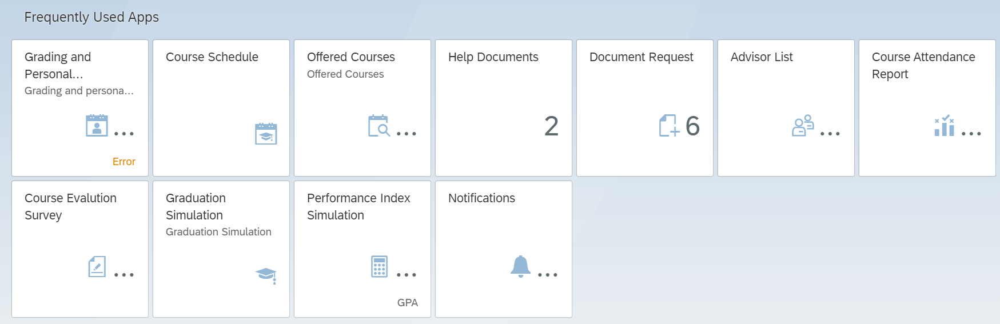 Frequently Used Apps
Grading and
Personal...
Grading and persona...
...
Error
Course Schedule
Offered Courses
Offered Courses
...
Help Documents
2
Document Request
6
Advisor List
...
Course Attendance
Report
...
Course Evalution
Survey
...
Graduation
Simulation
Graduation Simulation
Performance Index
Simulation
...
GPA
Notifications
...